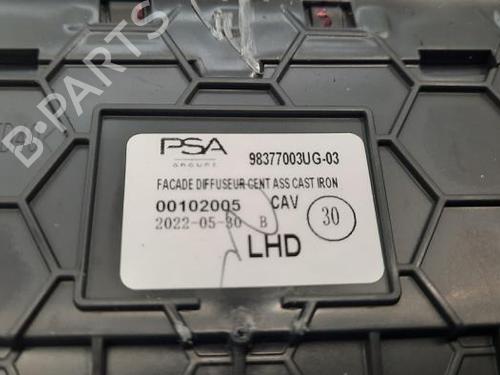 PSA
GROUPE
98377003UG-03
FACADE DIFFUSEUR CENT ASS CAST IRON
00102005 CAV
30
2022-05-30 B
LHD
B-PARTS